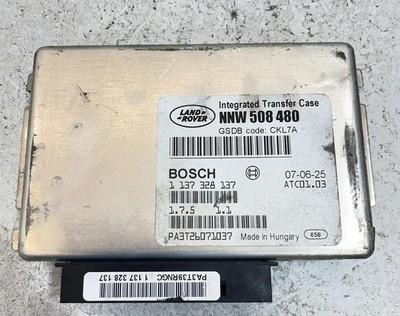 LAND ROVER
Integrated Transfer Case
NNW 508 480
GSDB code: CKL7A
BOSCH
07-06-25
1 137 328 137
ATC01.03
1.7.5 1.1
PA3T26071037
Made in Hungary
658
PA3T39RNGC 1 137 328 137